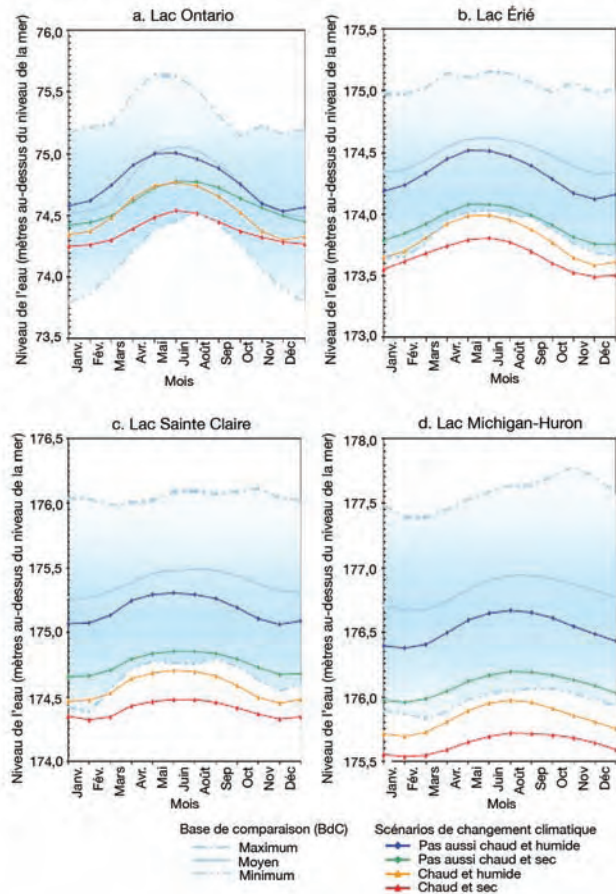 a. Lac Ontario
Niveau de l'eau (mètres au-dessus du niveau de la mer)
76,0
75,5
75,0
74,5
74,0
73,5
Janv.
Fév.
Mars
Avr.
Mai
Juin
Août
Sep
Oct
Nov
Déc
Mois
b. Lac Érié
Niveau de l'eau (mètres au-dessus du niveau de la mer)
175,5
175,0
174,5
174,0
173,5
173,0
Janv.
Fév.
Mars
Avr.
Mai
Juin
Août
Sep
Oct
Nov
Déc
Mois
c. Lac Sainte Claire
Niveau de l'eau (mètres au-dessus du niveau de la mer)
176,5
176,0
175,5
175,0
174,5
174,0
Janv.
Fév.
Mars
Avr.
Mai
Juin
Août
Sep
Oct
Nov
Déc
Mois
d. Lac Michigan-Huron
Niveau de l'eau (mètres au-dessus du niveau de la mer)
178,0
177,5
177,0
176,5
176,0
175,5
Janv.
Fév.
Mars
Avr.
Mai
Juin
Août
Sep
Oct
Nov
Déc
Mois
Base de comparaison (BdC)
Maximum
Moyen
Minimum
Scénarios de changement climatique
Pas aussi chaud et humide
Pas aussi chaud et sec
Chaud et humide
Chaud et sec